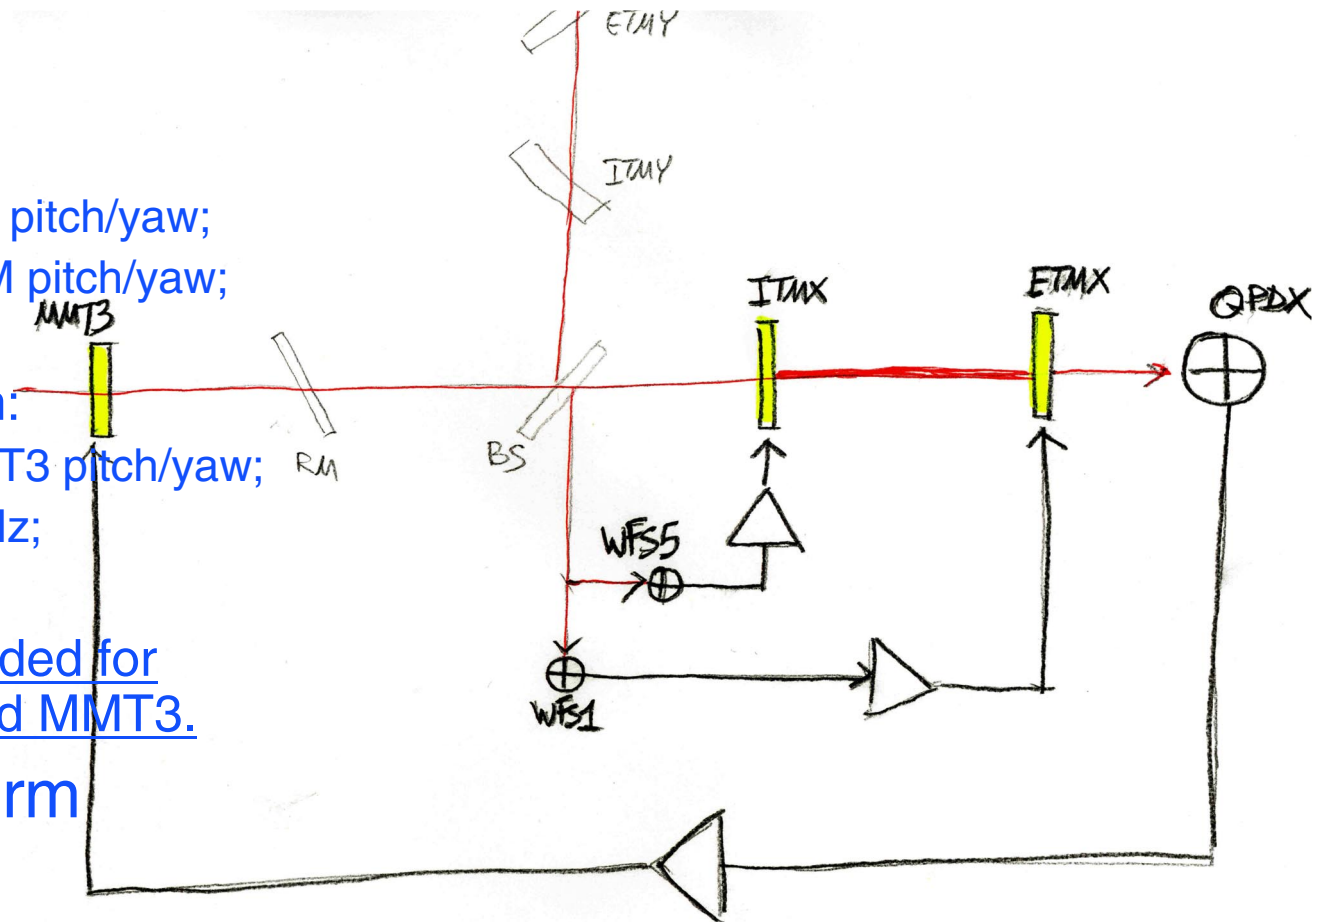 ETMY
ITMY
pitch/yaw;
M pitch/yaw;
ITMX
ETMX
QPDX
MMT3
n:
RM
BS
T3 pitch/yaw;
Hz;
WFS5
ded for
d MMT3.
WFS1
rm